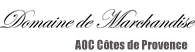 Domaine de Marchandise
AOC Côtes de Provence